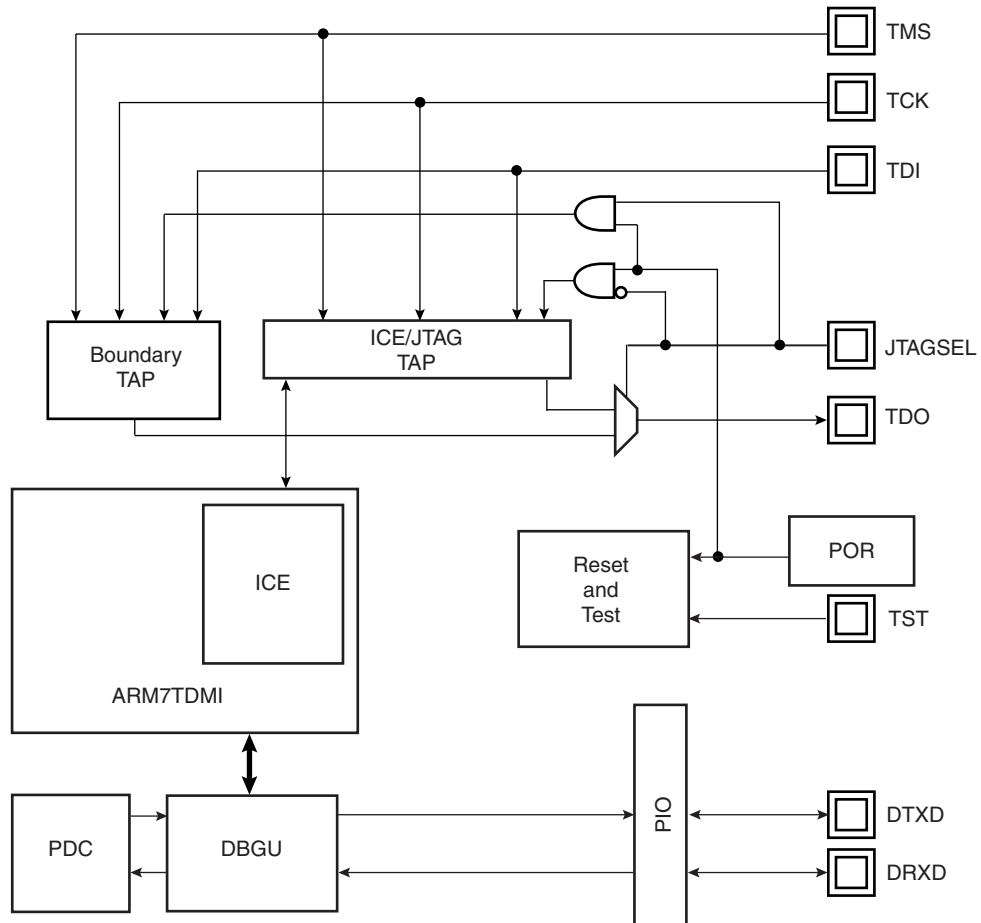 TMS
TCK
TDI
Boundary
TAP
ICE/JTAG
TAP
JTAGSEL
TDO
Reset
and
Test
POR
ICE
TST
ARM7TDMI
PDC
DBGU
PIO
DTXD
DRXD